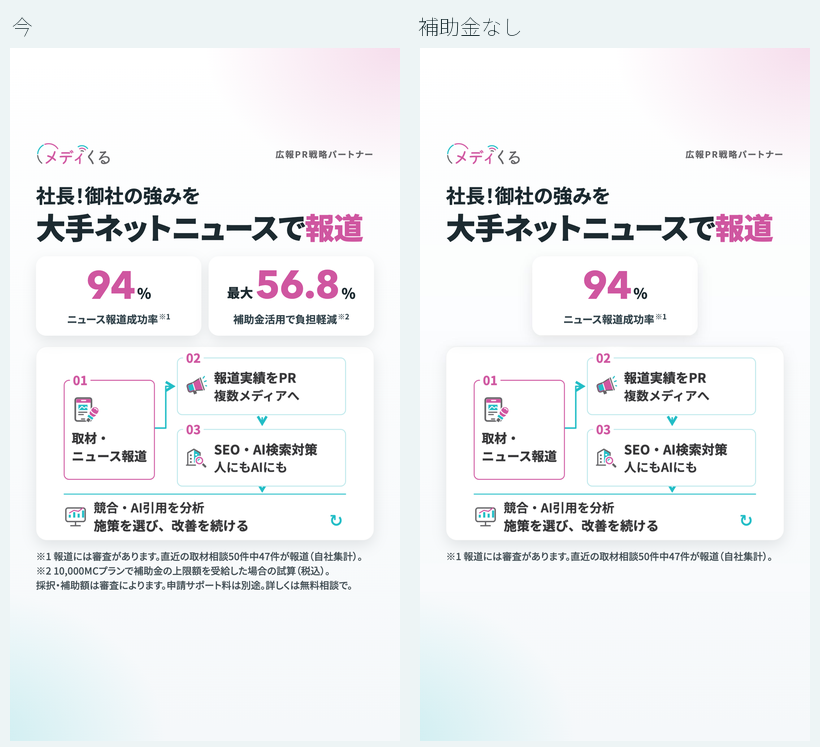 今
メディくる
広報PR戦略パートナー
社長！御社の強みを
大手ネットニュースで報道
94%
ニュース報道成功率※1
最大56.8%
補助金活用で負担軽減※2
01
取材・
ニュース報道
02
報道実績をPR
複数メディアへ
03
SEO・AI検索対策
人にもAIにも
競合・AI引用を分析
施策を選び、改善を続ける
↻
※1 報道には審査があります。直近の取材相談50件中47件が報道（自社集計）。
※2 10,000MCプランで補助金の上限額を受給した場合の試算（税込）。
採択・補助額は審査によります。申請サポート料は別途。詳しくは無料相談で。
補助金なし
メディくる
広報PR戦略パートナー
社長！御社の強みを
大手ネットニュースで報道
94%
ニュース報道成功率※1
01
取材・
ニュース報道
02
報道実績をPR
複数メディアへ
03
SEO・AI検索対策
人にもAIにも
競合・AI引用を分析
施策を選び、改善を続ける
↻
※1 報道には審査があります。直近の取材相談50件中47件が報道（自社集計）。